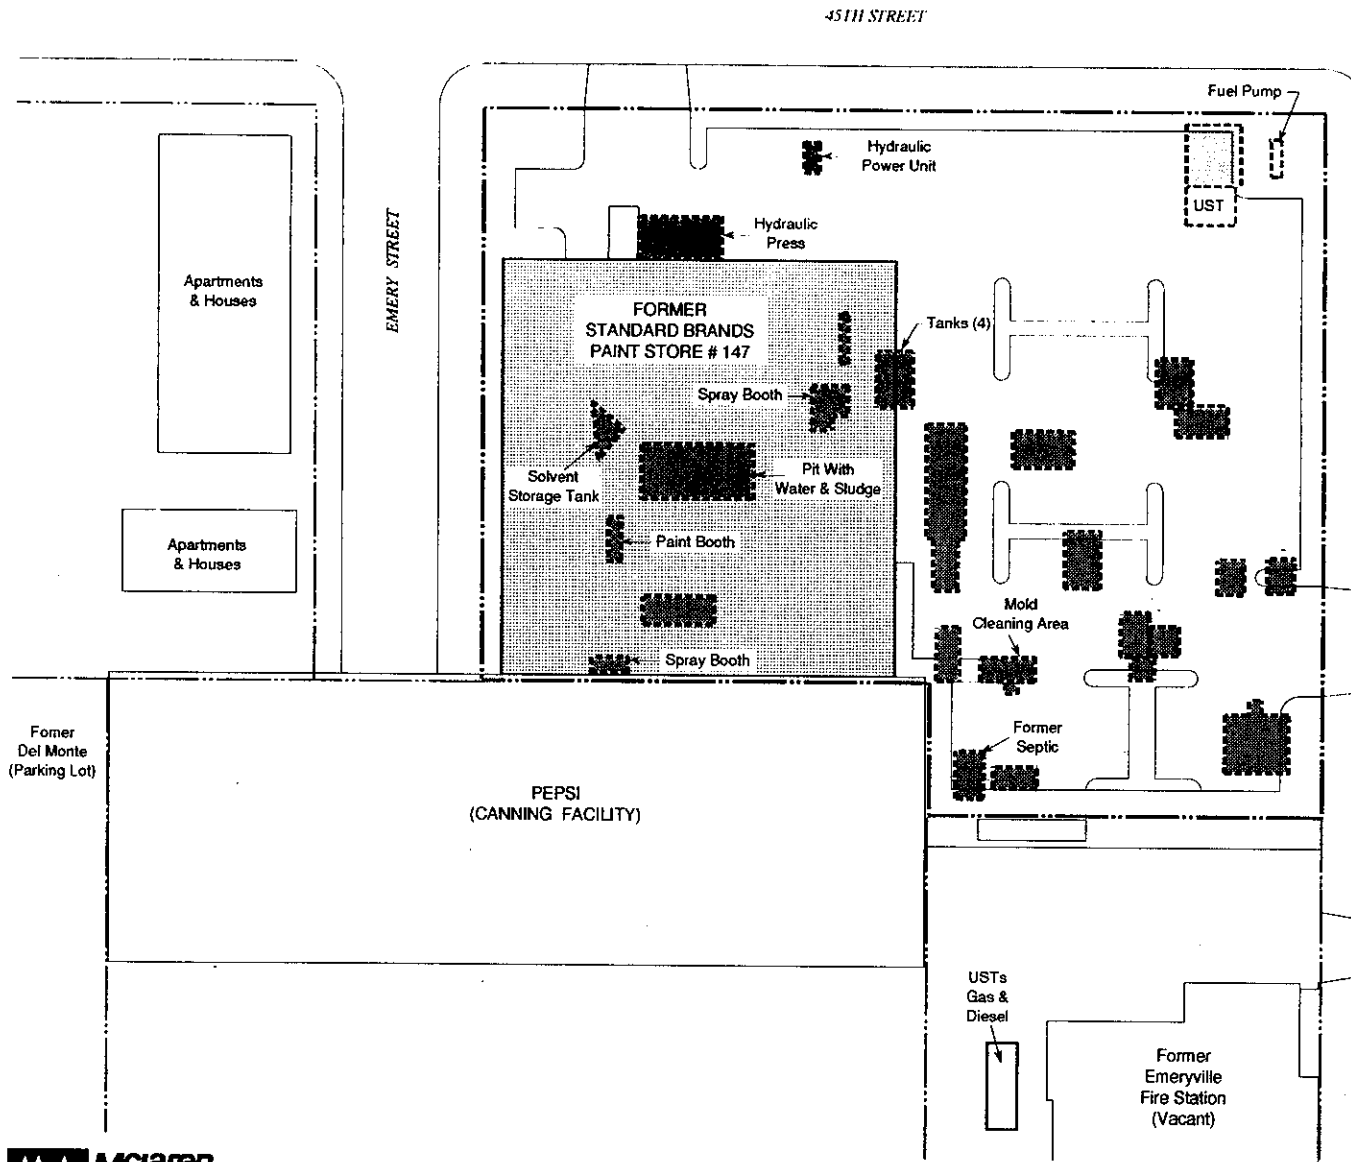 45TH STREET
Fuel Pump
Hydraulic
Power Unit
UST
EMERY STREET
Hydraulic
Press
Apartments
& Houses
FORMER
STANDARD BRANDS
PAINT STORE # 147
Tanks (4)
Spray Booth
Solvent
Storage Tank
Pit With
Water & Sludge
Paint Booth
Apartments
& Houses
Mold
Cleaning Area
Spray Booth
Fomer
Del Monte
(Parking Lot)
Former
Septic
PEPSI
(CANNING FACILITY)
USTs
Gas &
Diesel
Former
Emeryville
Fire Station
(Vacant)